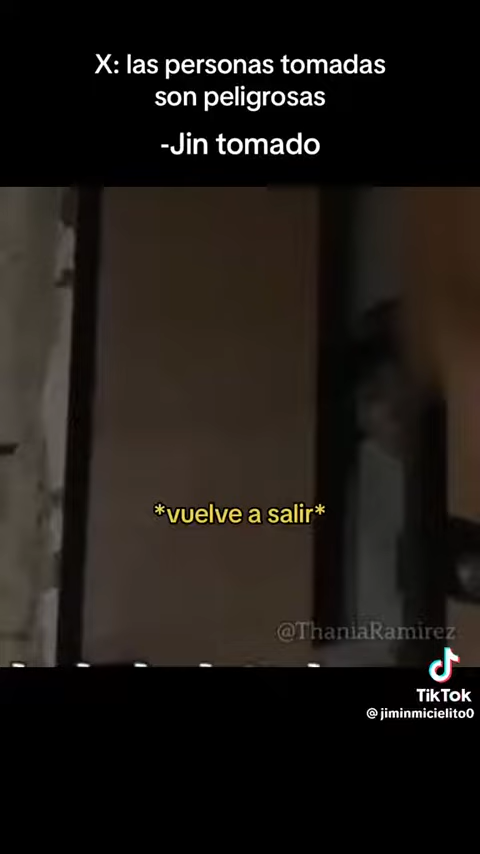 X: las personas tomadas
son peligrosas
-Jin tomado
*vuelve a salir*
@ThaniaRamirez
TikTok
@jiminmicielito0